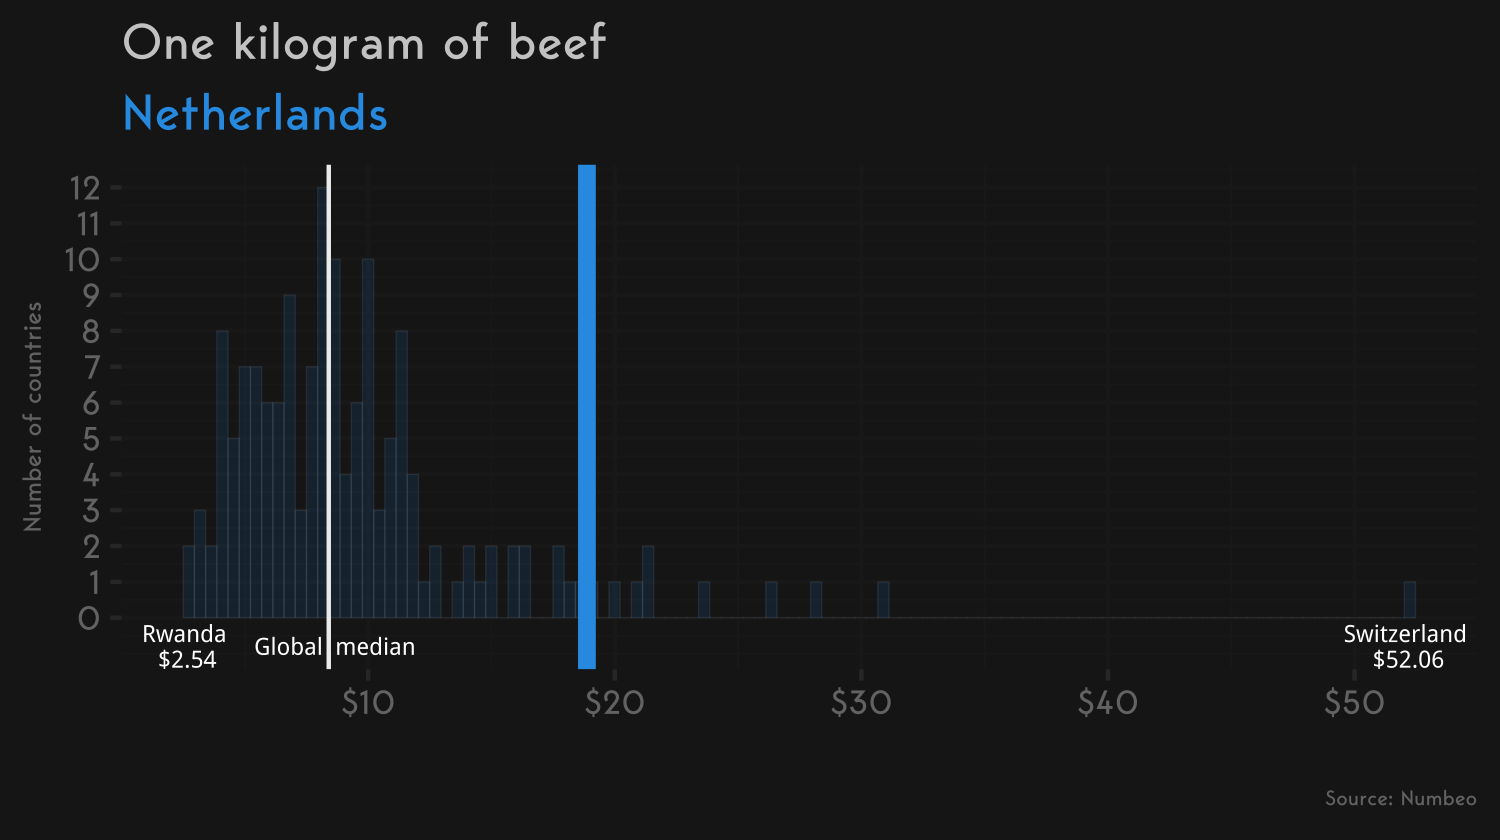 One kilogram of beef
Netherlands
Number of countries
12
11
10
9
8
7
6
5
4
3
2
1
0
Rwanda
$2.54
Global median
Switzerland
$52.06
$10 $20 $30 $40 $50
Source: Numbeo